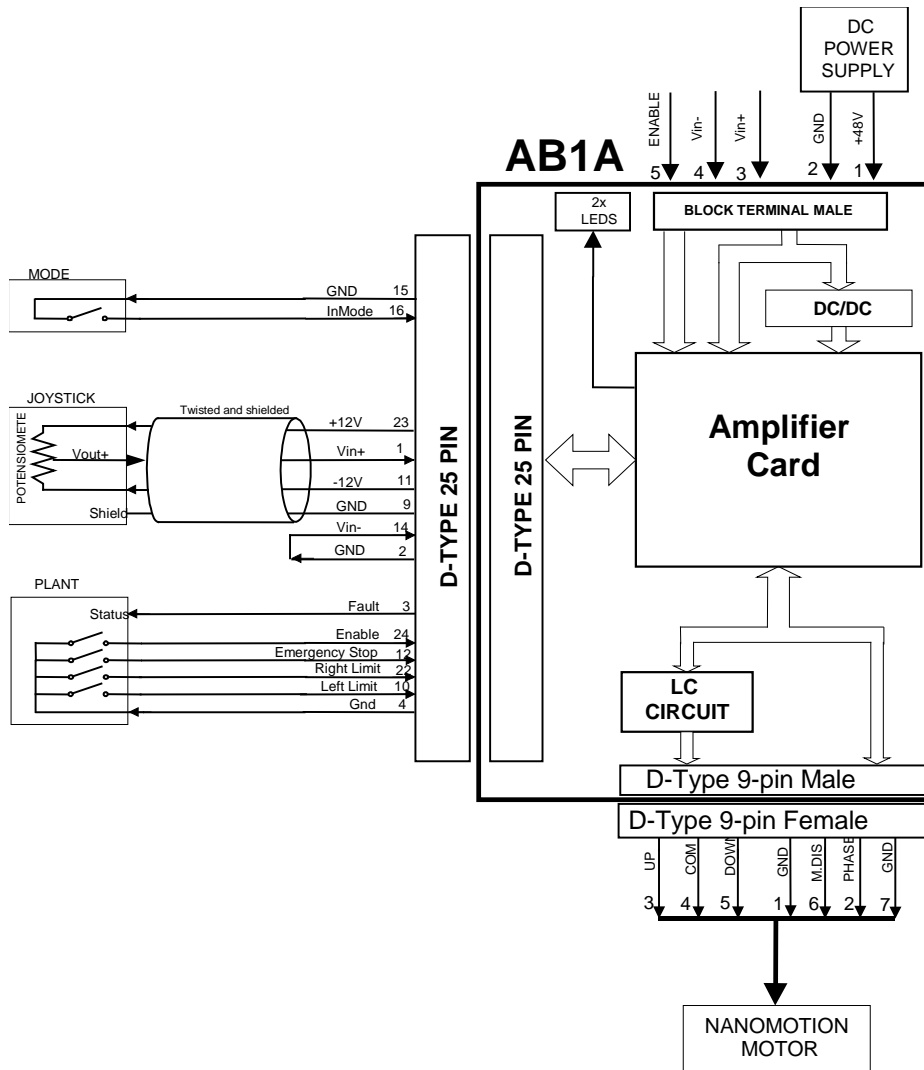 DC
POWER
SUPPLY
ENABLE
Vin-
Vin+
GND
+48V
AB1A
5
4
3
2
1
2x
LEDS
BLOCK TERMINAL MALE
DC/DC
Amplifier
Card
MODE
GND 15
InMode 16
JOYSTICK
POTENSIOMETE
Vout+
Shield
Twisted and shielded
+12V 23
Vin+ 1
-12V 11
GND 9
Vin- 14
GND 2
D-TYPE 25 PIN
D-TYPE 25 PIN
PLANT
Status
Fault 3
Enable 24
Emergency Stop 12
Right Limit 22
Left Limit 10
Gnd 4
LC
CIRCUIT
D-Type 9-pin Male
D-Type 9-pin Female
UP
COM
DOWN
GND
M.DIS
PHASE
GND
3
4
5
1
6
2
7
NANOMOTION
MOTOR